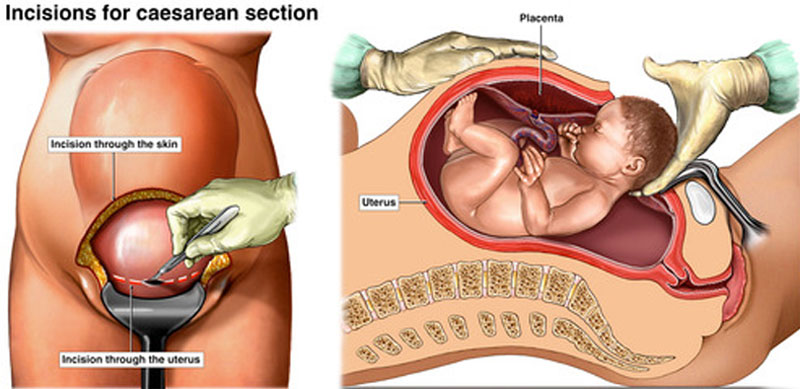 Incisions for caesarean section
Placenta
Incision through the skin
Uterus
Incision through the uterus